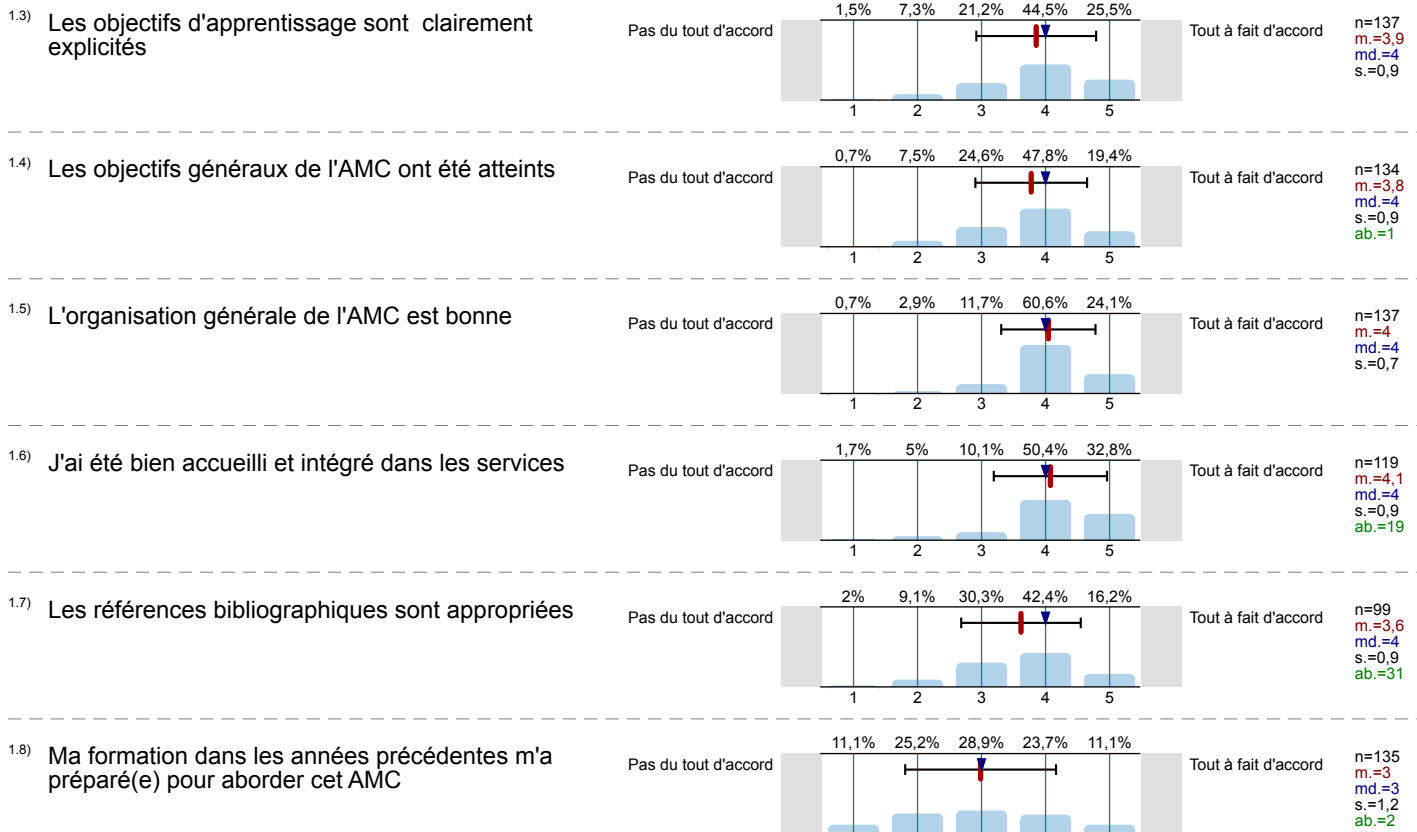 1.3) Les objectifs d'apprentissage sont clairement
explicités
Pas du tout d'accord
1,5% 7,3% 21,2% 44,5% 25,5%
1 2 3 4 5
Tout à fait d'accord
n=137
m.=3,9
md.=4
s.=0,9
1.4) Les objectifs généraux de l'AMC ont été atteints
Pas du tout d'accord
0,7% 7,5% 24,6% 47,8% 19,4%
1 2 3 4 5
Tout à fait d'accord
n=134
m.=3,8
md.=4
s.=0,9
ab.=1
1.5) L'organisation générale de l'AMC est bonne
Pas du tout d'accord
0,7% 2,9% 11,7% 60,6% 24,1%
1 2 3 4 5
Tout à fait d'accord
n=137
m.=4
md.=4
s.=0,7
1.6) J'ai été bien accueilli et intégré dans les services
Pas du tout d'accord
1,7% 5% 10,1% 50,4% 32,8%
1 2 3 4 5
Tout à fait d'accord
n=119
m.=4,1
md.=4
s.=0,9
ab.=19
1.7) Les références bibliographiques sont appropriées
Pas du tout d'accord
2% 9,1% 30,3% 42,4% 16,2%
1 2 3 4 5
Tout à fait d'accord
n=99
m.=3,6
md.=4
s.=0,9
ab.=31
1.8) Ma formation dans les années précédentes m'a
préparé(e) pour aborder cet AMC
Pas du tout d'accord
11,1% 25,2% 28,9% 23,7% 11,1%
Tout à fait d'accord
n=135
m.=3
md.=3
s.=1,2
ab.=2